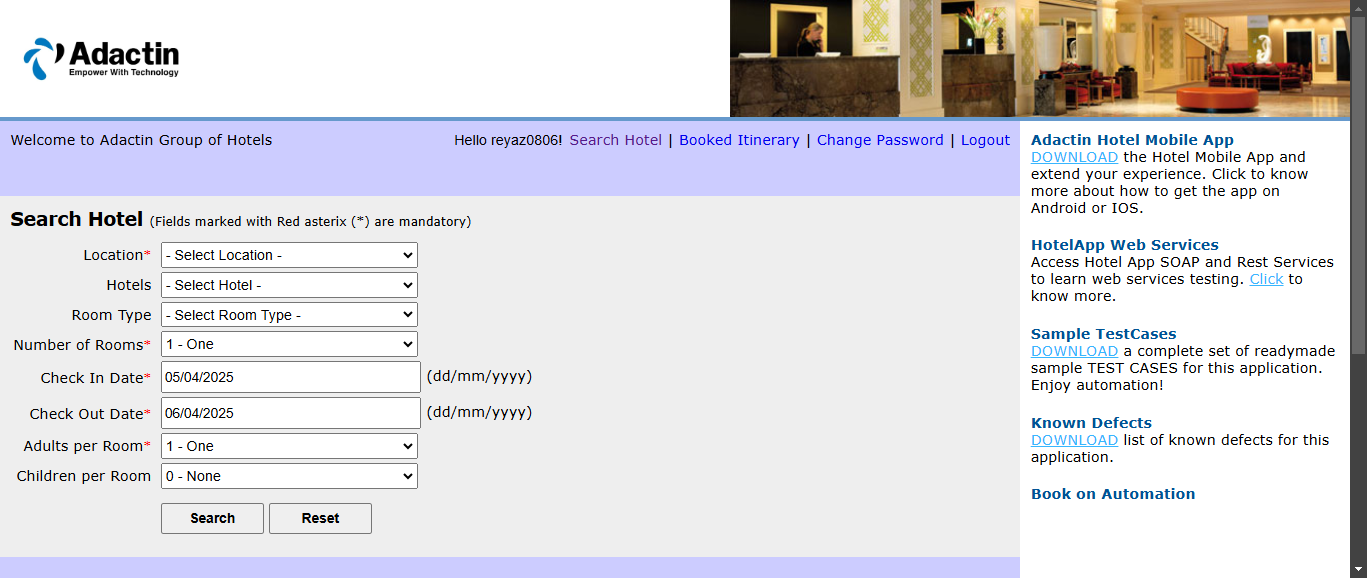 Adactin
Empower With Technology
Welcome to Adactin Group of Hotels
Hello reyaz0806! Search Hotel | Booked Itinerary | Change Password | Logout
Search Hotel (Fields marked with Red asterix (*) are mandatory)
Location* - Select Location -
Hotels - Select Hotel -
Room Type - Select Room Type -
Number of Rooms* 1 - One
Check In Date* 05/04/2025 (dd/mm/yyyy)
Check Out Date* 06/04/2025 (dd/mm/yyyy)
Adults per Room* 1 - One
Children per Room 0 - None
Search Reset
Adactin Hotel Mobile App
DOWNLOAD the Hotel Mobile App and
extend your experience. Click to know
more about how to get the app on
Android or IOS.
HotelApp Web Services
Access Hotel App SOAP and Rest Services
to learn web services testing. Click to
know more.
Sample TestCases
DOWNLOAD a complete set of readymade
sample TEST CASES for this application.
Enjoy automation!
Known Defects
DOWNLOAD list of known defects for this
application.
Book on Automation